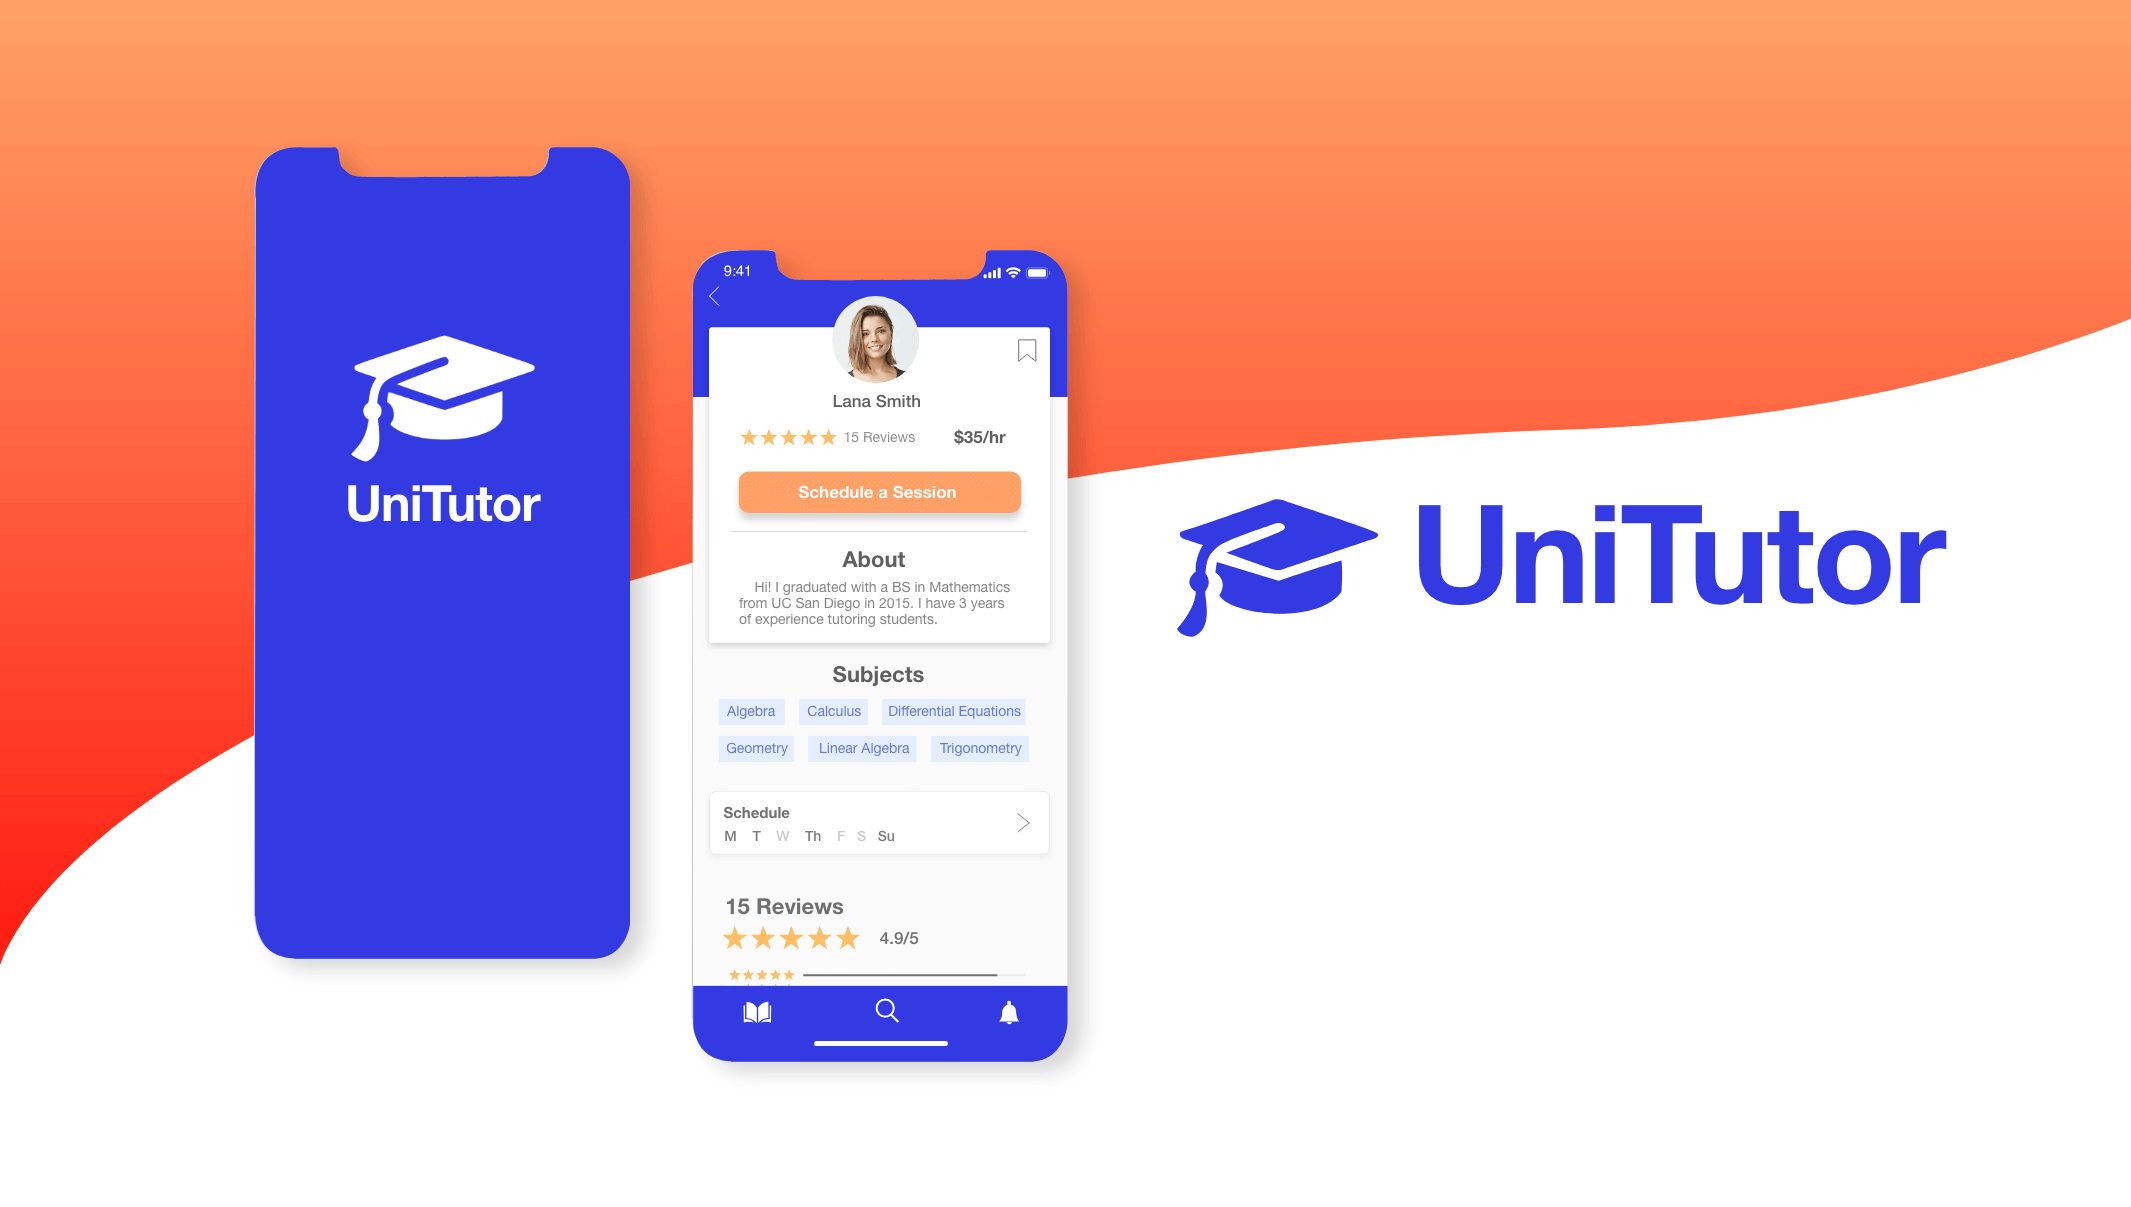 UniTutor
9:41
Lana Smith
15 Reviews $35/hr
Schedule a Session
About
Hi! I graduated with a BS in Mathematics
from UC San Diego in 2015. I have 3 years
of experience tutoring students.
Subjects
Algebra Calculus Differential Equations
Geometry Linear Algebra Trigonometry
Schedule
M T W Th F S Su
15 Reviews
4.9/5
UniTutor